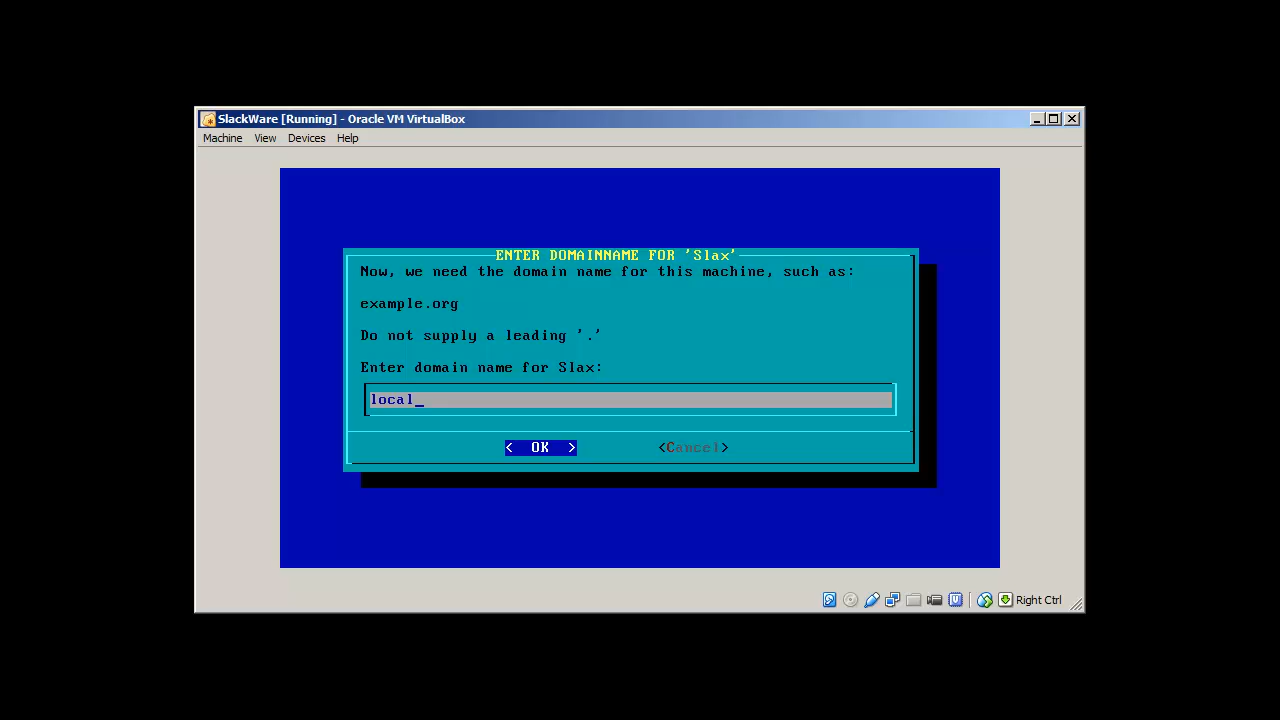 SlackWare [Running] - Oracle VM VirtualBox
Machine View Devices Help
ENTER DOMAINNAME FOR 'Slax'
Now, we need the domain name for this machine, such as:
example.org
Do not supply a leading '.'
Enter domain name for Slax:
local_
< OK > <Cancel>
Right Ctrl